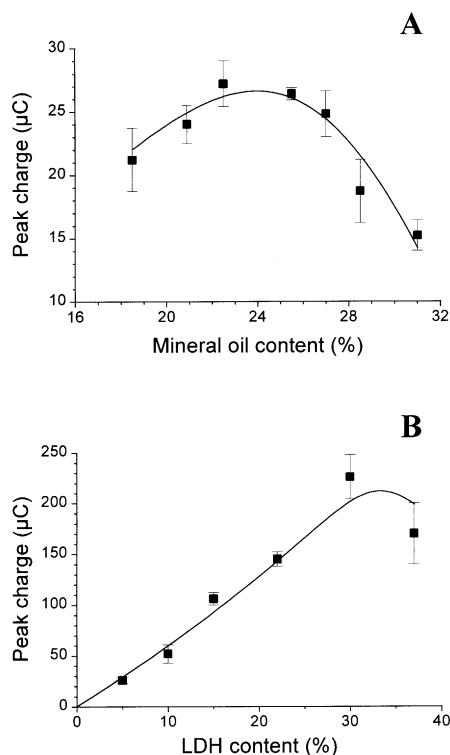 A
30
25
20
15
10
Peak charge (µC)
16 20 24 28 32
Mineral oil content (%)
B
250
200
150
100
50
0
Peak charge (µC)
0 10 20 30 40
LDH content (%)